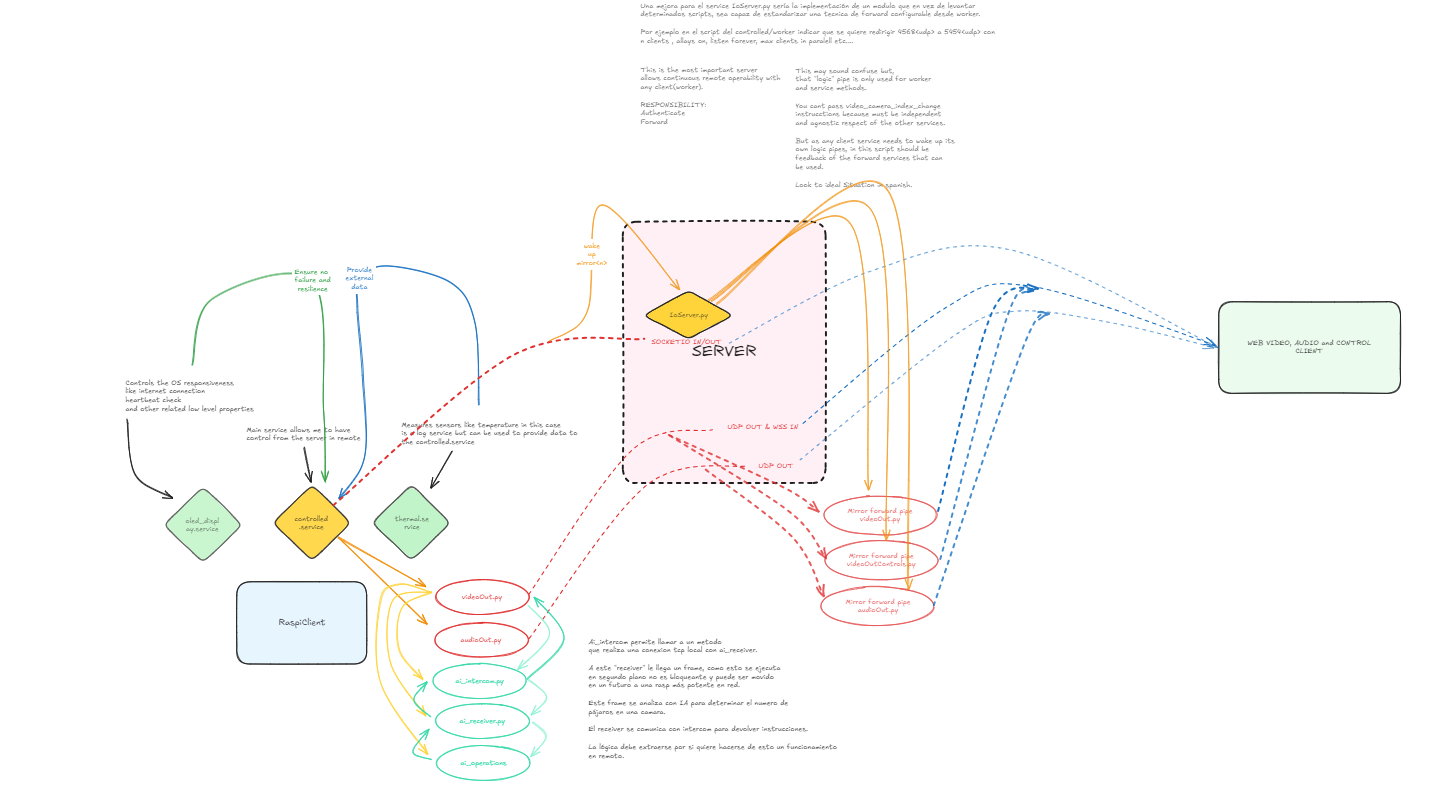 Una mejora para el service IoServer.py sería la implementación de un modulo que en vez de levantar
determinados scripts, sea capaz de estandarizar una tecnica de forward configurable desde worker.
Por ejemplo en el script del controlled/worker indicar que se quiere redirigir 4568<udp> a 5454<udp> con
n clients , allays on, listen forever, max clients in paralell etc....
This is the most important server
allows continuous remote operability with
any client(worker).
RESPONSIBILITY:
Authenticate
Forward
This may sound confuse but,
that "logic" pipe is only used for worker
and service methods.
You cant pass video_camera_index_change
instrucctions because must be independent
and agnostic respect of the other services.
But as any client service needs to wake up its
own logic pipes, in this script should be
feedback of the forward services that can
be used.
Look to ideal Situation in spanish.
wake
up
mirror(n)
Ensure no
failure and
resilience
Provide
external
data
IoServer.py
SOCKETIO IN/OUT
SERVER
WEB VIDEO, AUDIO and CONTROL
CLIENT
Controls the OS responsiveness
like internet connection
heartbeat check
and other related low level properties
Main service allows me to have
control from the server in remote
Measures sensors like temperature in this case
is a log service but can be used to provide data to
the controlled.service
UDP OUT & WSS IN
UDP OUT
oled_displ
ay.service
controlled
.service
thermal.se
rvice
Mirror forward pipe
videoOut.py
Mirror forward pipe
videoOutControls.py
Mirror forward pipe
audioOut.py
RaspiClient
videoOut.py
audioOut.py
ai_intercom.py
ai_receiver.py
ai_operations
Ai_intercom permite llamar a un metodo
que realiza una conexion tcp local con ai_receiver.
A este "receiver" le llega un frame, como esto se ejecuta
en segundo plano no es bloqueante y puede ser movido
en un futuro a una rasp más potente en red.
Este frame se analiza con IA para determinar el numero de
pájaros en una camara.
El receiver se comunica con intercom para devolver instrucciones.
La lógica debe extraerse por si quiere hacerse de esto un funcionamiento
en remoto.